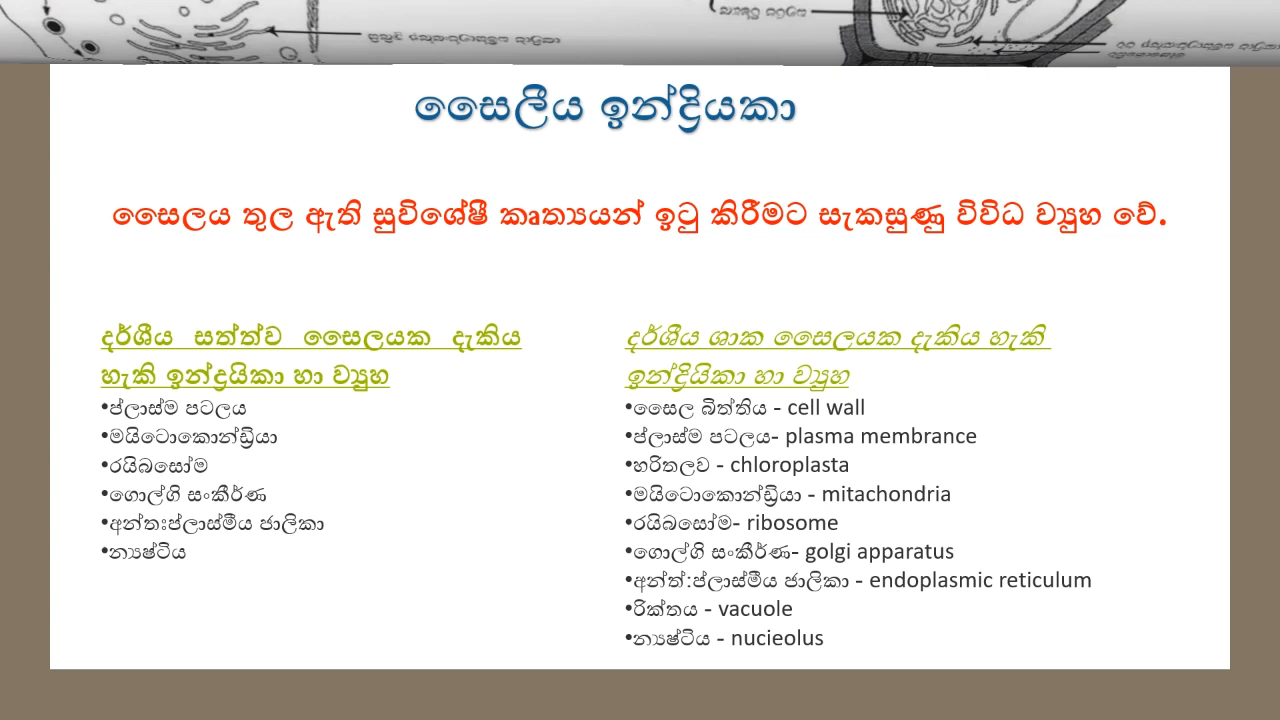 සෛලීය ඉන්ද්‍රියකා
සෛලය තුල ඇති සුවිශේෂී කෘත්‍යයන් ඉටු කිරීමට සැකසුණු විවිධ ව්‍යුහ වේ.
දර්ශීය සත්ත්ව සෛලයක දැකිය
හැකි ඉන්ද්‍රයිකා හා ව්‍යුහ
•ප්ලාස්ම පටලය
•මයිටොකොන්ඩ්‍රියා
•රයිබසෝම
•ගොල්ගි සංකීර්ණ
•අන්තඃප්ලාස්මීය ජාලිකා
•න්‍යෂ්ටිය
දර්ශීය ශාක සෛලයක දැකිය හැකි
ඉන්ද්‍රියිකා හා ව්‍යුහ
•සෛල බිත්තිය - cell wall
•ප්ලාස්ම පටලය- plasma membrance
•හරිතලව - chloroplasta
•මයිටොකොන්ඩ්‍රියා - mitachondria
•රයිබසෝම- ribosome
•ගොල්ගි සංකීර්ණ- golgi apparatus
•අන්ත්:ප්ලාස්මීය ජාලිකා - endoplasmic reticulum
•රික්තය - vacuole
•න්‍යෂ්ටිය - nucieolus